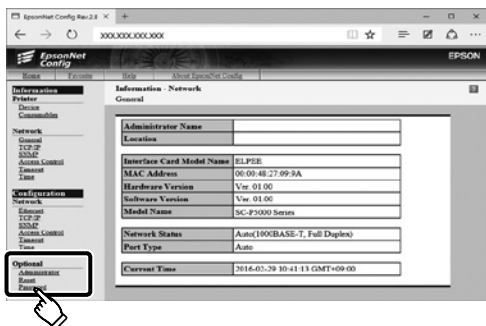 EpsonNet Config Rev.2.8
XXX.XXX.XXX.XXX
EpsonNet
Config
EPSON
Home
Favorite
Help
About EpsonNet Config
Information
Printer
Device
Consumables
Network
General
TCP/IP
SNMP
Access Control
Timeout
Time
Configuration
Network
Ethernet
TCP/IP
SNMP
Access Control
Timeout
Time
Optional
Administrator
Reset
Password
Information - Network
General
Administrator Name
Location
Interface Card Model Name ELPEE
MAC Address 00:00:48:27:09:9A
Hardware Version Ver. 01.00
Software Version Ver. 01.00
Model Name SC-P5000 Series
Network Status Auto(1000BASE-T, Full Duplex)
Port Type Auto
Current Time 2016-02-29 10:41:13 GMT+09:00